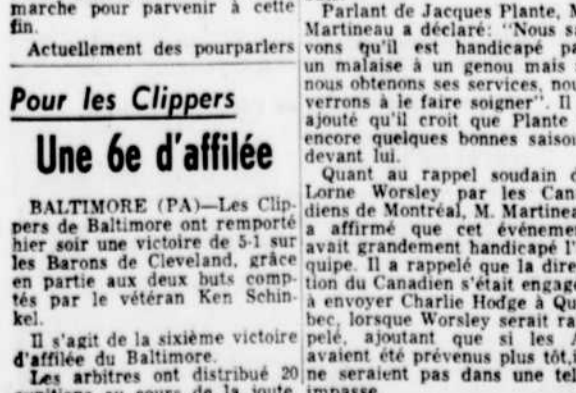 marche pour parvenir à cette
fin.
Actuellement des pourparlers
Pour les Clippers
Une 6e d'affilée
BALTIMORE (PA)—Les Clip-
pers de Baltimore ont remporté
hier soir une victoire de 5-1 sur
les Barons de Cleveland, grâce
en partie aux deux buts comp-
tés par le vétéran Ken Schin-
kel.
Il s'agit de la sixième victoire
d'affilée du Baltimore.
Les arbitres ont distribué 20
au cours de la joute,
Parlant de Jacques Plante, M
Martineau a déclaré: "Nous sa
vons qu'il est handicapé pa
un malaise à un genou mais
nous obtenons ses services, nou
verrons à le faire soigner". Il
ajouté qu'il croit que Plante
encore quelques bonnes saison
devant lui.
Quant au rappel soudain d
Lorne Worsley par les Cana
diens de Montréal, M. Martinea
a affirmé que cet événemen
avait grandement handicapé l'
quipe. Il a rappelé que la dire
tion du Canadien s'était engagé
à envoyer Charlie Hodge à Qu
bec, lorsque Worsley serait ra
pelé, ajoutant que si les A
avaient été prévenus plus tôt, i
ne seraient pas dans une tel
impasse.